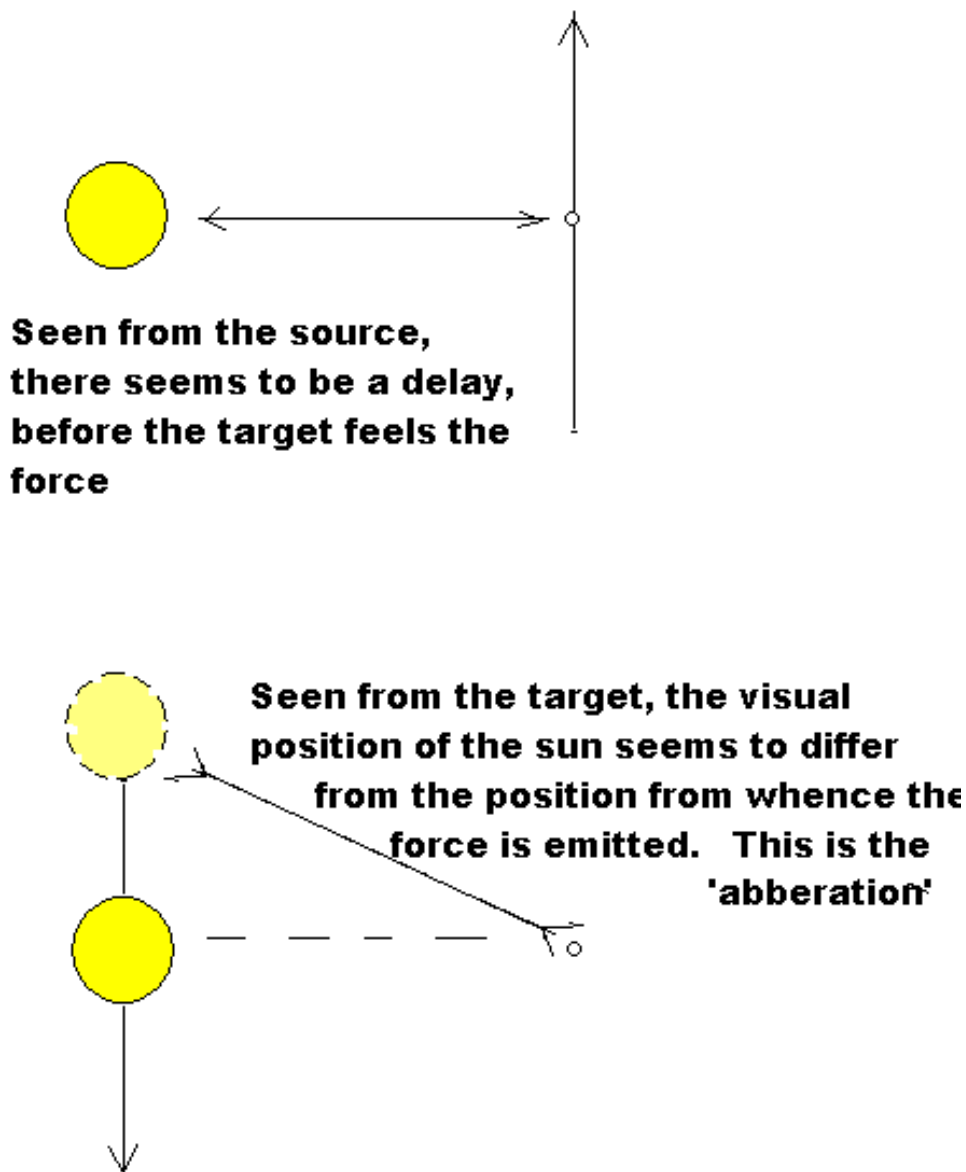 Seen from the source,
there seems to be a delay,
before the target feels the
force
Seen from the target, the visual
position of the sun seems to differ
from the position from whence the
force is emitted. This is the
'abberation'